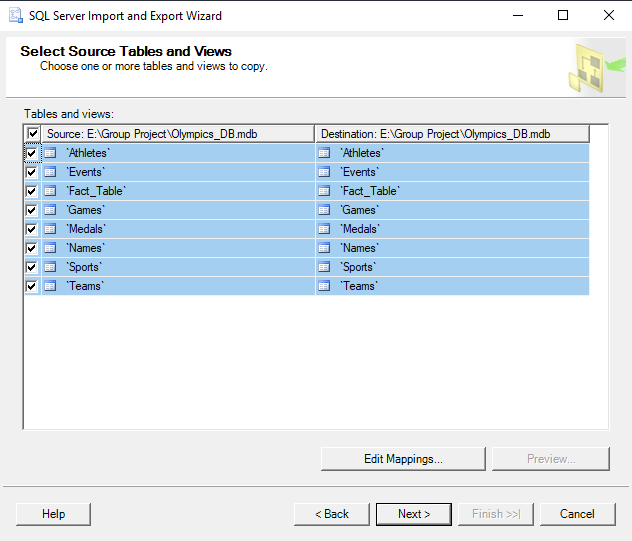 SQL Server Import and Export Wizard
Select Source Tables and Views
Choose one or more tables and views to copy.
Tables and views:
Source: E:\Group Project\Olympics_DB.mdb Destination: E:\Group Project\Olympics_DB.mdb
`Athletes` `Athletes`
`Events` `Events`
`Fact_Table` `Fact_Table`
`Games` `Games`
`Medals` `Medals`
`Names` `Names`
`Sports` `Sports`
`Teams` `Teams`
Edit Mappings... Preview...
Help < Back Next > Finish >>| Cancel